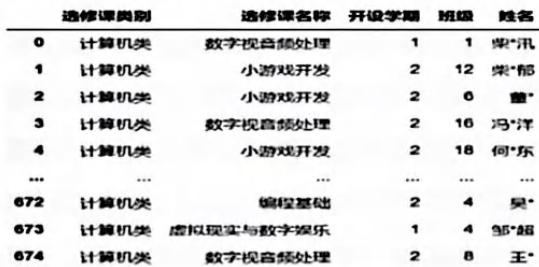 选修课类别 选修课名称 开设学期 班级 姓名
0 计算机类 数字视音频处理 1 1 柴*汛
1 计算机类 小游戏开发 2 12 柴*郁
2 计算机类 小游戏开发 2 6 董*
3 计算机类 数字视音频处理 2 16 冯*洋
4 计算机类 小游戏开发 2 18 何*东
... ... ... ... ... ...
672 计算机类 编程基础 2 4 吴*
673 计算机类 虚拟现实与数字娱乐 1 4 邹*超
674 计算机类 数字视音频处理 2 8 王*